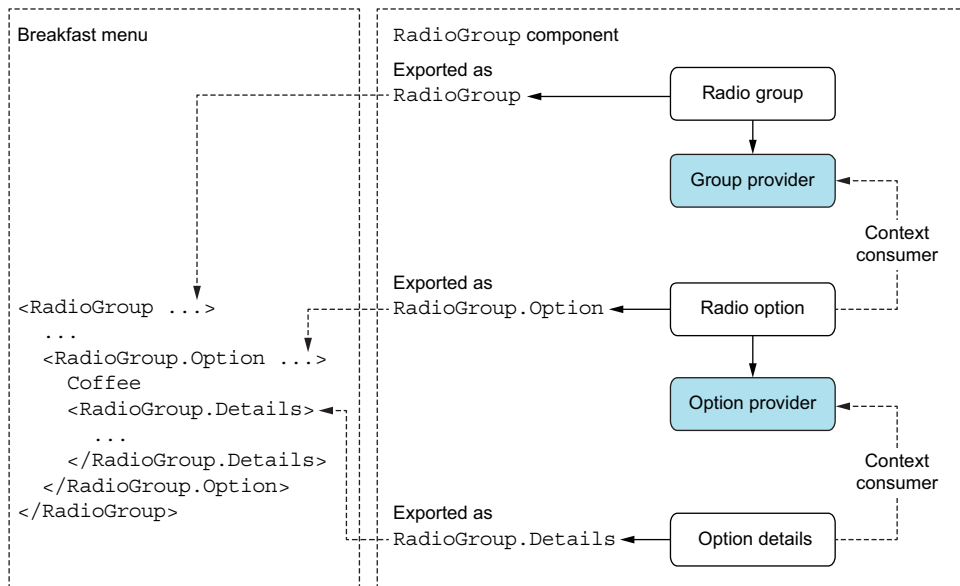 Breakfast menu
<RadioGroup ...>
...
<RadioGroup.Option ...>
Coffee
<RadioGroup.Details>
...
</RadioGroup.Details>
</RadioGroup.Option>
</RadioGroup>
RadioGroup component
Exported as
RadioGroup
Radio group
Group provider
Context
consumer
Exported as
RadioGroup.Option
Radio option
Option provider
Context
consumer
Exported as
RadioGroup.Details
Option details